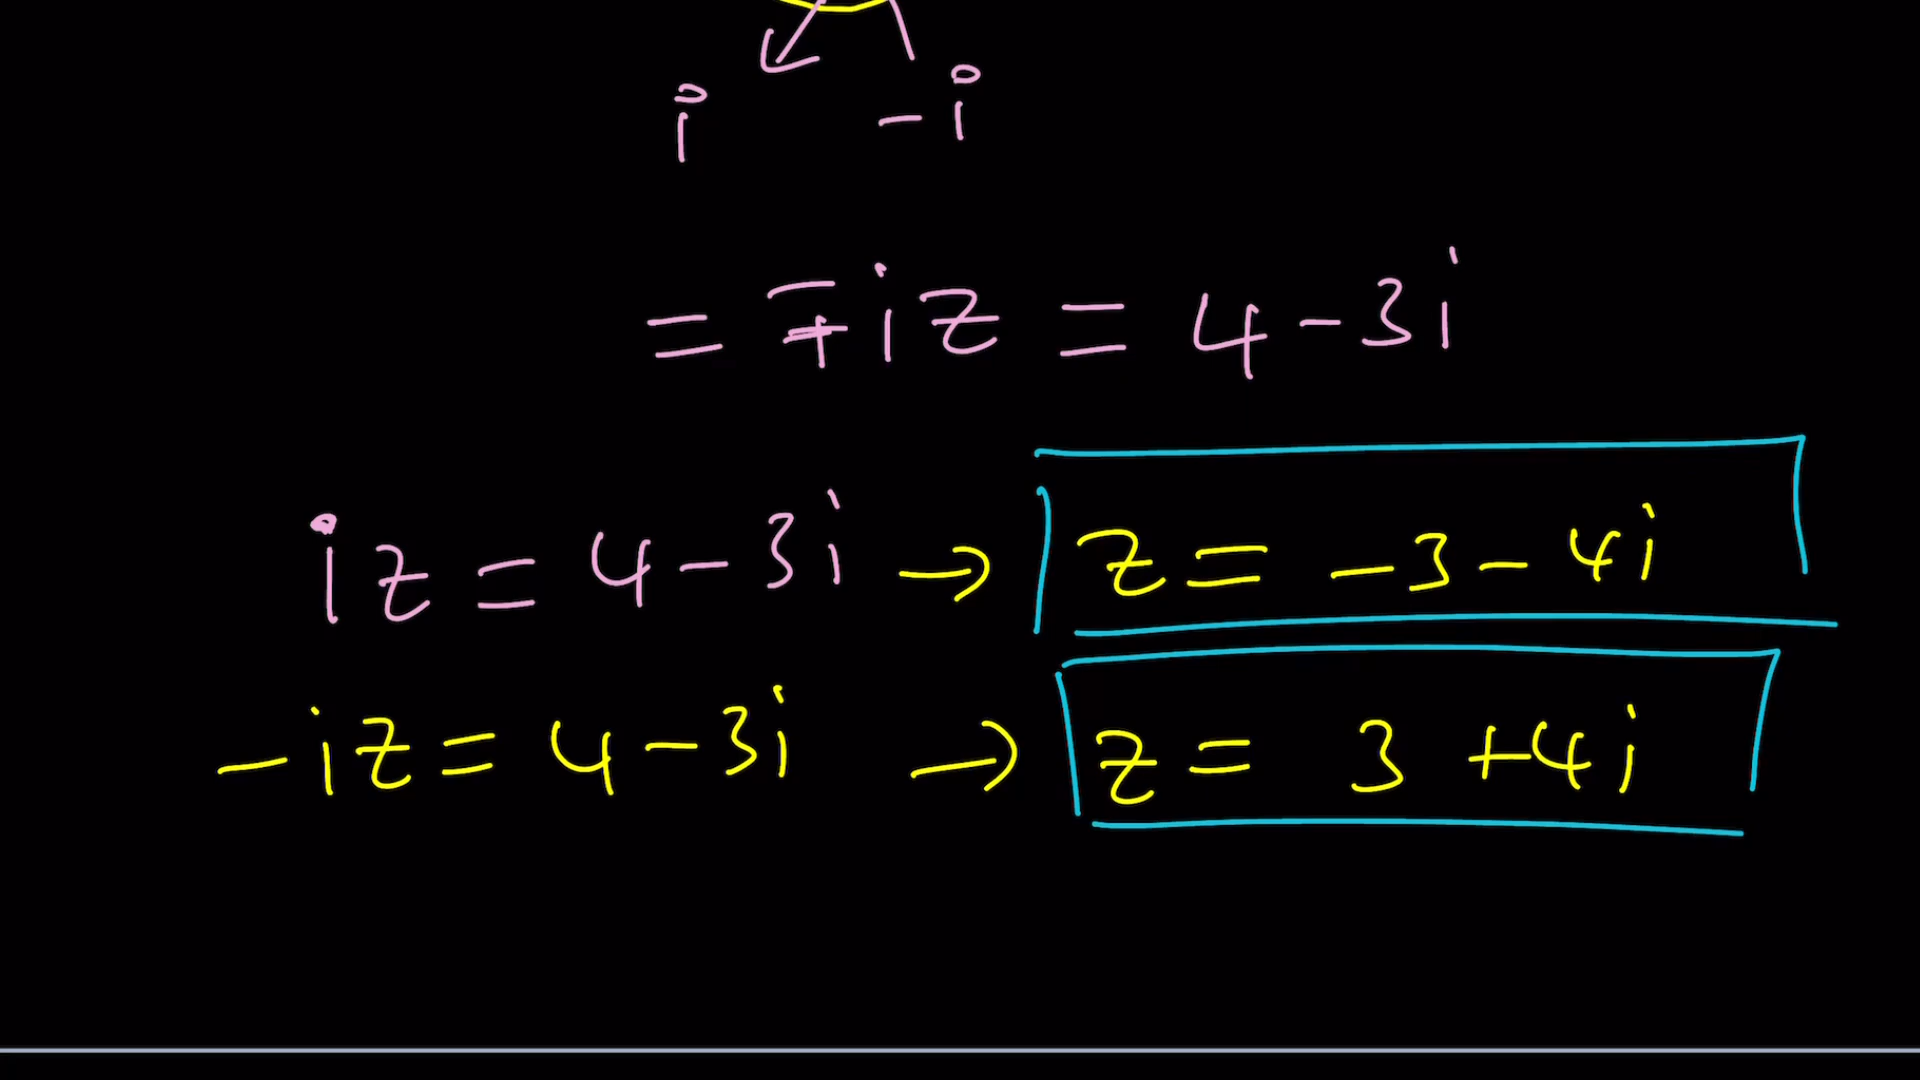 i -i
= ∓iz = 4-3i
iz = 4-3i → z = -3-4i
-iz = 4-3i → z = 3+4i